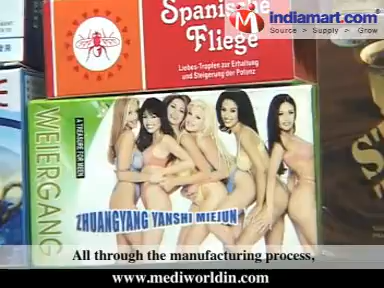 Spanische
Fliege
indiamart.com
Source > Supply > Grow
Liebes-Tropfen zur Erhaltung
und Steigerung der Potenz
WEIERGANG
A TREASURE FOR MEN
ZHUANGYANG YANSHI MIEJUN
All through the manufacturing process,
www.mediworldin.com